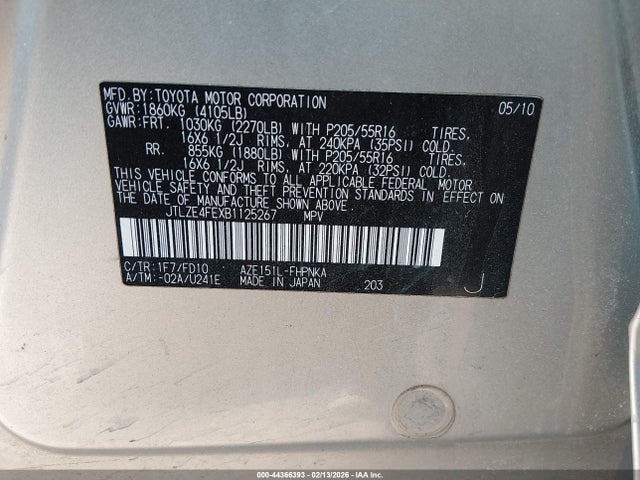 MFD.BY:TOYOTA MOTOR CORPORATION 05/10
GVWR:1860KG (4105LB)
GAWR:FRT. 1030KG (2270LB) WITH P205/55R16 TIRES,
16X6 1/2J RIMS, AT 240KPA (35PSI) COLD.
RR. 855KG (1880LB) WITH P205/55R16 TIRES,
16X6 1/2J RIMS, AT 220KPA (32PSI) COLD.
THIS VEHICLE CONFORMS TO ALL APPLICABLE FEDERAL MOTOR
VEHICLE SAFETY AND THEFT PREVENTION STANDARDS IN EFFECT ON
THE DATE OF MANUFACTURE SHOWN ABOVE.
JTLZE4FEXB1125267 MPV
C/TR:1F7/FD10 AZE151L-FHPNKA
A/TM:-02A/U241E MADE IN JAPAN 203 J
000-44366393 - 02/13/2026 - Copyright: IAA, Inc.